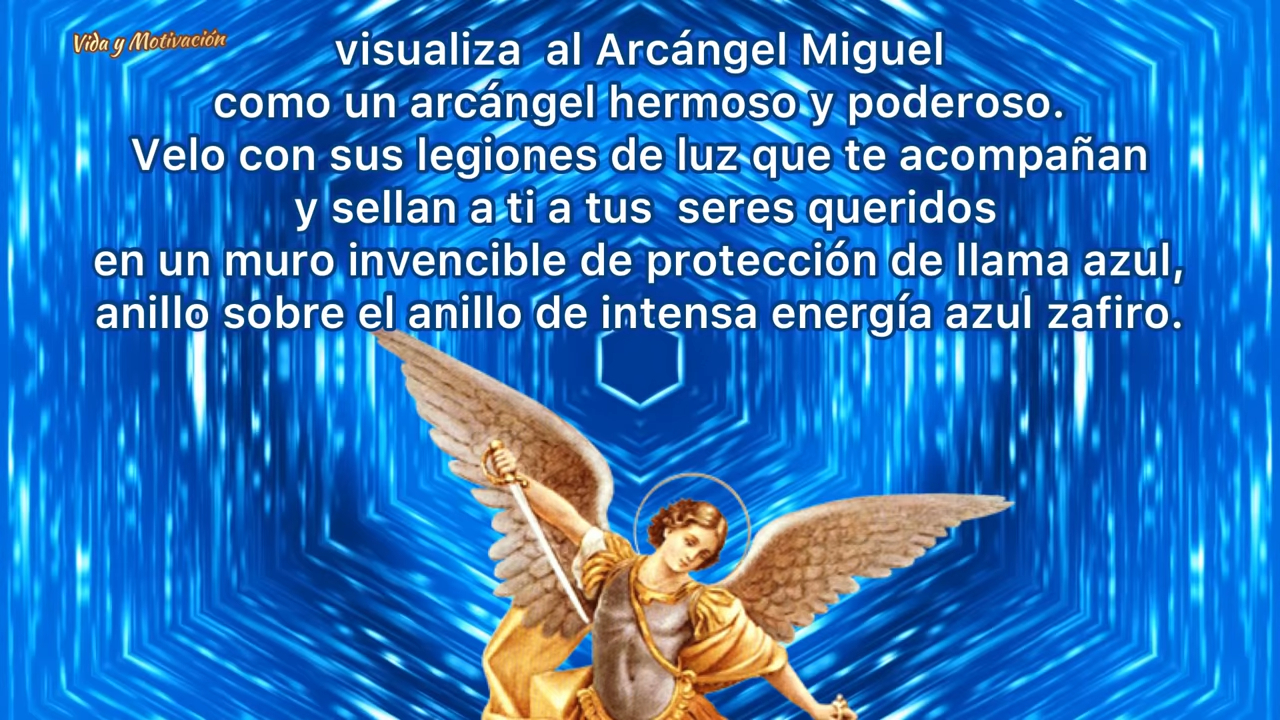 Vida y Motivación
visualiza al Arcángel Miguel
como un arcángel hermoso y poderoso.
Velo con sus legiones de luz que te acompañan
y sellan a ti a tus seres queridos
en un muro invencible de protección de llama azul,
anillo sobre el anillo de intensa energía azul zafiro.